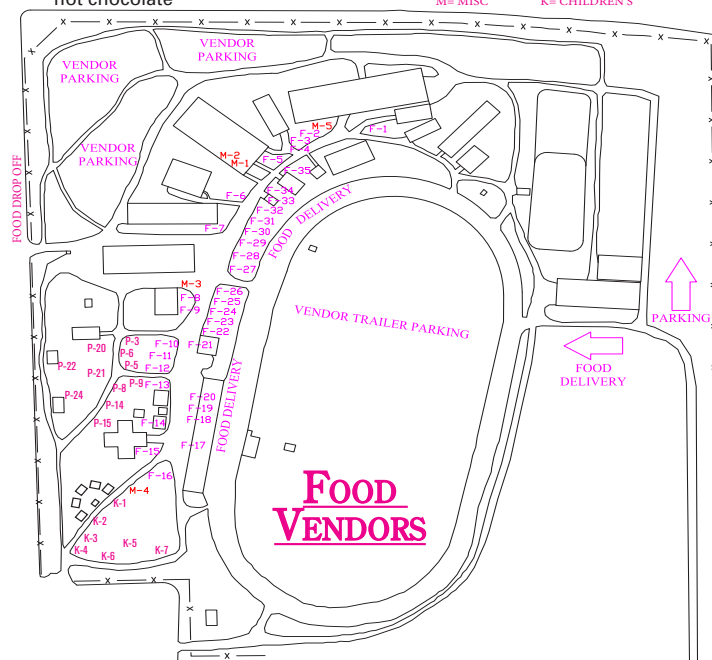 hot chocolate
M= MISC
K= CHILDREN'S
VENDOR
PARKING
VENDOR
PARKING
VENDOR
PARKING
FOOD DROP OFF
M-5
F-2
F-3
F-4
F-1
M-2
M-1
F-5
F-35
F-34
F-33
F-6
F-32
F-31
F-30
F-29
F-28
F-27
F-7
FOOD DELIVERY
M-3
F-8
F-9
F-26
F-25
F-24
F-23
F-22
F-21
VENDOR TRAILER PARKING
PARKING
FOOD
DELIVERY
P-20
P-22
P-21
P-24
P-3
P-6
P-5
F-10
F-11
F-12
P-8
P-9
F-13
P-14
P-15
F-14
F-15
F-20
F-19
F-18
F-17
FOOD DELIVERY
F-16
M-4
K-1
K-2
K-3
K-4
K-5
K-6
K-7
FOOD
VENDORS